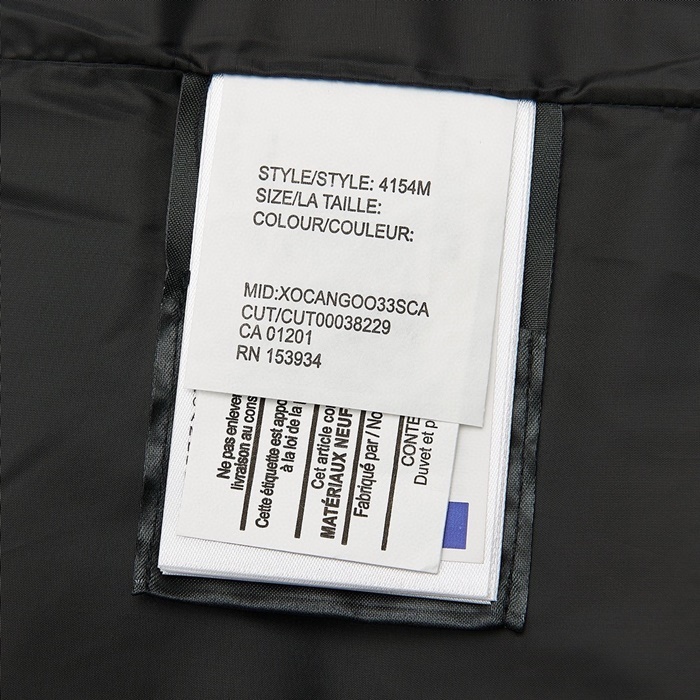 STYLE/STYLE: 4154M
SIZE/LA TAILLE:
COLOUR/COULEUR:
MID:XOCANGOO33SCA
CUT/CUT00038229
CA 01201
RN 153934
Ne pas enlever
livraison au cons
Cette étiquette est appo
à la loi de la
Cet article co
MATÉRIAUX NEUF
Fabriqué par / No
CONTE
Duvet et p